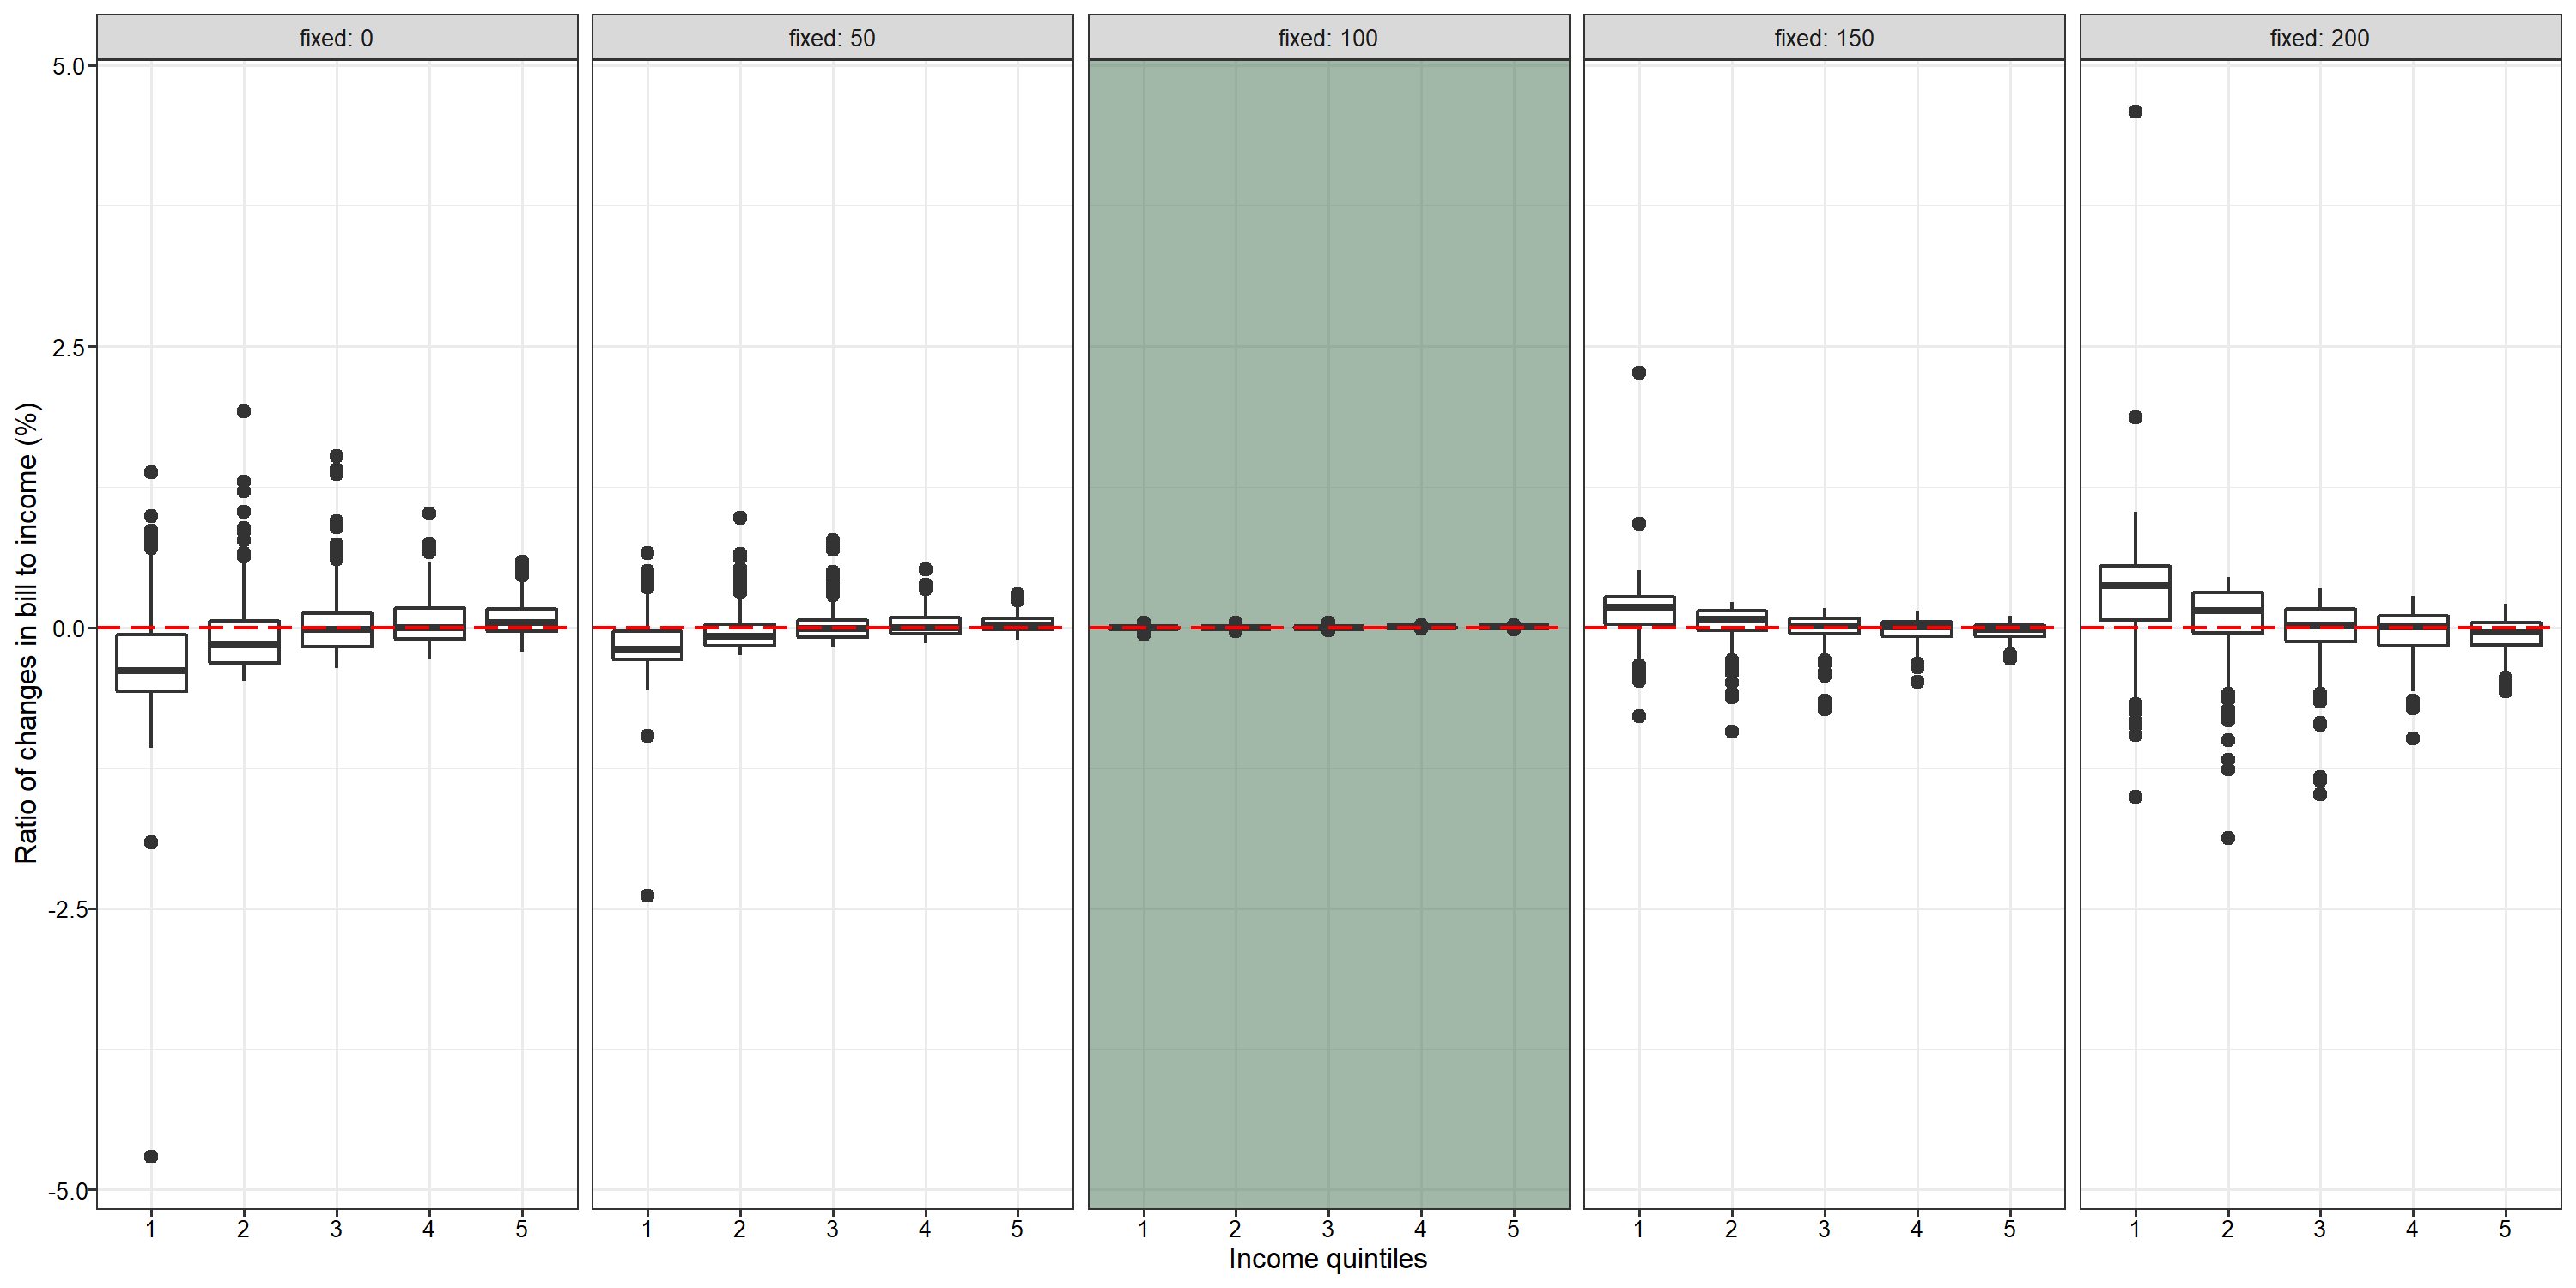 fixed: 0
fixed: 50
fixed: 100
fixed: 150
fixed: 200
Ratio of changes in bill to income (%)
5.0
2.5
0.0
-2.5
-5.0
1 2 3 4 5
1 2 3 4 5
1 2 3 4 5
1 2 3 4 5
1 2 3 4 5
Income quintiles